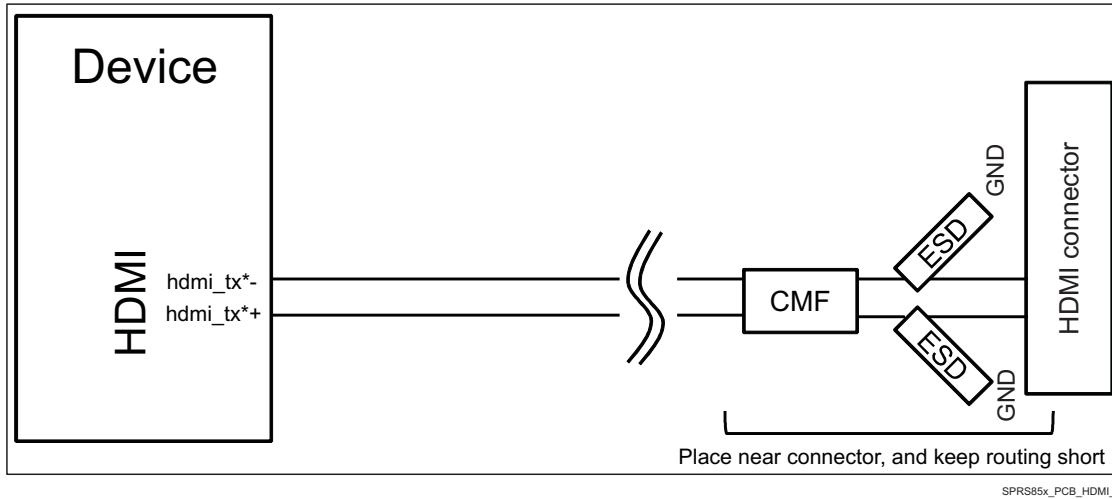 Device
HDMI
hdmi_tx*-
hdmi_tx*+
CMF
ESD
GND
ESD
GND
HDMI connector
Place near connector, and keep routing short
SPRS85x_PCB_HDMI_